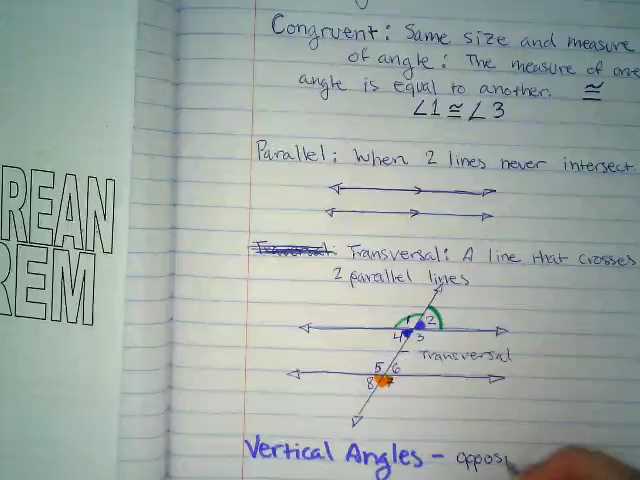 Congruent: Same size and measure
of angle: The measure of one
angle is equal to another. ≅
∠1 ≅ ∠3
Parallel: When 2 lines never intersect.
Transversal: A line that crosses
2 parallel lines
1 2
4 3
Transversal
5 6
8 7
Vertical Angles - opposi
REAN
REM